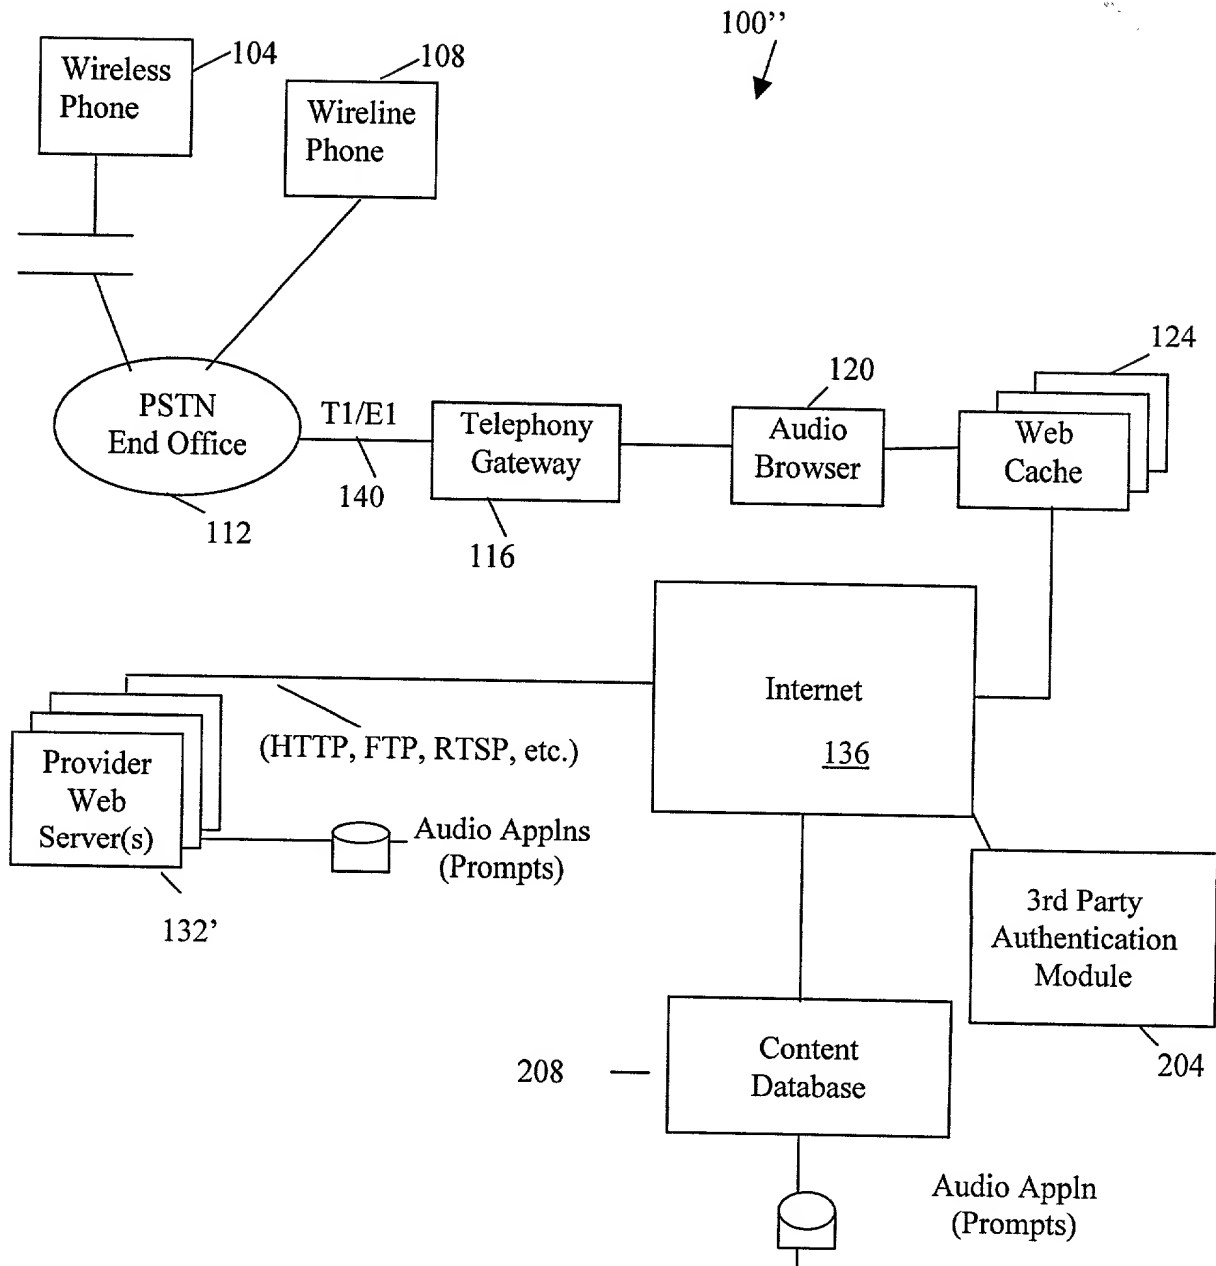 100’’
104
Wireless
Phone
108
Wireline
Phone
124
120
PSTN
End Office
T1/E1
Telephony
Gateway
Audio
Browser
Web
Cache
140
112
116
Internet
136
(HTTP, FTP, RTSP, etc.)
Provider
Web
Server(s)
Audio Applns
(Prompts)
132’
3rd Party
Authentication
Module
Content
Database
208
204
Audio Appln
(Prompts)